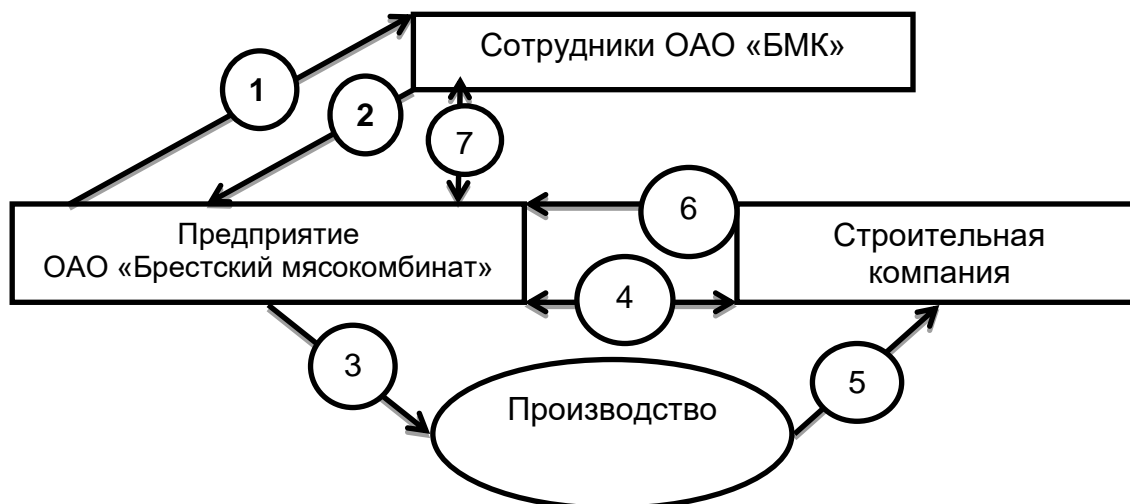 Сотрудники ОАО «БМК»
1
2
7
Предприятие
ОАО «Брестский мясокомбинат»
6
Строительная
компания
4
3
5
Производство